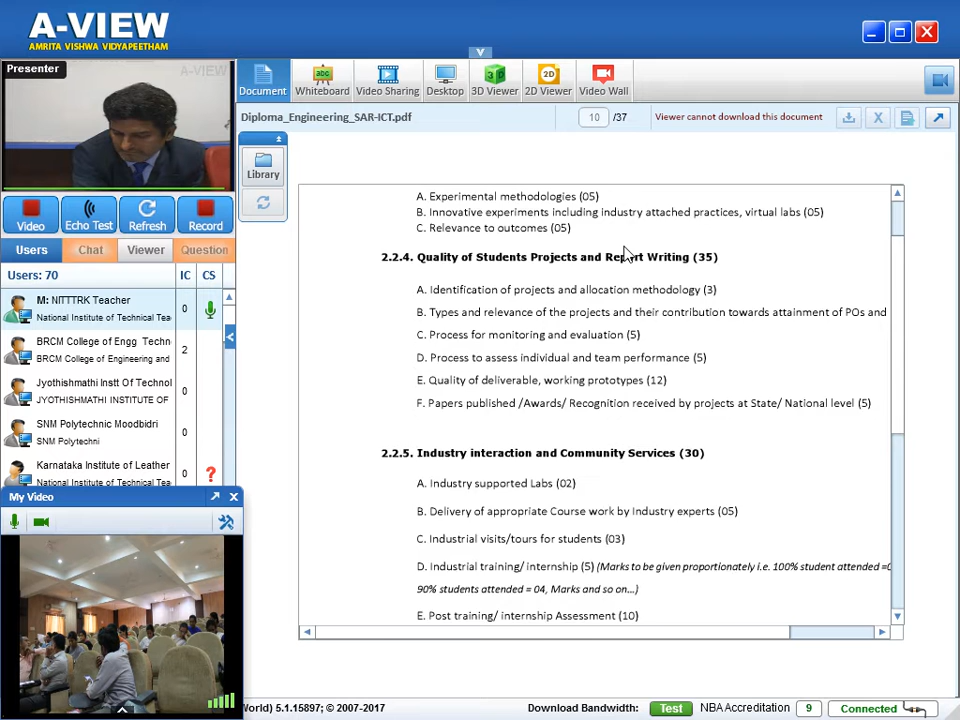 A-VIEW
AMRITA VISHWA VIDYAPEETHAM
Presenter
A-VIEW
Document
Whiteboard
abc
Video Sharing
Desktop
3D Viewer
3D
2D Viewer
2D
Video Wall
Diploma_Engineering_SAR-ICT.pdf
10 /37
Viewer cannot download this document
Library
Video
Echo Test
Refresh
Record
Users
Chat
Viewer
Question
Users: 70
IC
CS
M: NITTTRK Teacher
National Institute of Technical Tea
0
BRCM College of Engg Techn
BRCM College of Engineering and
2
Jyothishmathi Instt Of Technol
JYOTHISHMATHI INSTITUTE OF
0
SNM Polytechnic Moodbidri
SNM Polytechni
0
Karnataka Institute of Leather
National Institute of Technical Tea
0
?
My Video
A. Experimental methodologies (05)
B. Innovative experiments including industry attached practices, virtual labs (05)
C. Relevance to outcomes (05)
2.2.4. Quality of Students Projects and Report Writing (35)
A. Identification of projects and allocation methodology (3)
B. Types and relevance of the projects and their contribution towards attainment of POs and
C. Process for monitoring and evaluation (5)
D. Process to assess individual and team performance (5)
E. Quality of deliverable, working prototypes (12)
F. Papers published /Awards/ Recognition received by projects at State/ National level (5)
2.2.5. Industry interaction and Community Services (30)
A. Industry supported Labs (02)
B. Delivery of appropriate Course work by Industry experts (05)
C. Industrial visits/tours for students (03)
D. Industrial training/ internship (5) (Marks to be given proportionately i.e. 100% student attended =0
90% students attended = 04, Marks and so on...}
E. Post training/ internship Assessment (10)
World) 5.1.15897; © 2007-2017
Download Bandwidth:
Test
NBA Accreditation
9
Connected